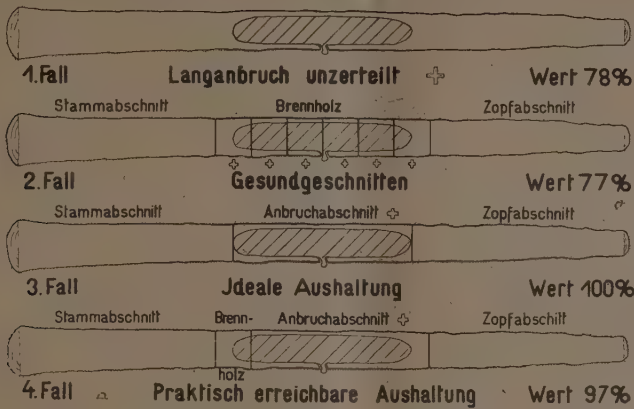 1.Fall Langanbruch unzerteilt Wert 78%
Stammabschnitt Brennholz Zopfabschnitt
2.Fall Gesundgeschnitten Wert 77%
Stammabschnitt Anbruchabschnitt Zopfabschnitt
3.Fall Jdeale Aushaltung Wert 100%
Stammabschnitt Brenn- Anbruchabschnitt Zopfabschitt
holz
4.Fall Praktisch erreichbare Aushaltung Wert 97%